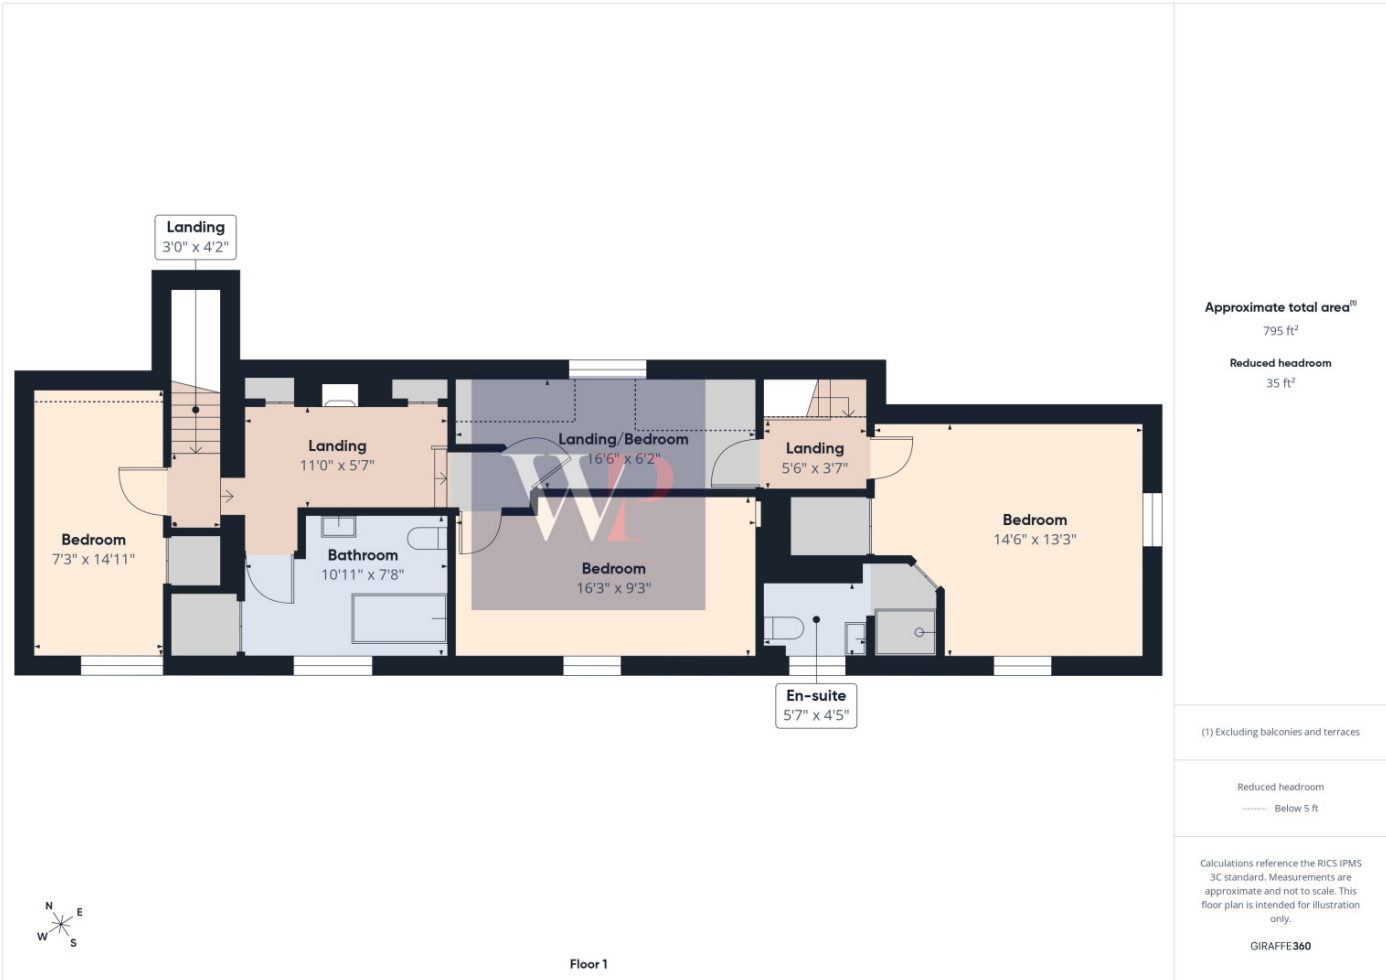 Landing
3'0" x 4'2"
Landing
11'0" x 5'7"
Landing/Bedroom
16'6" x 6'2"
Landing
5'6" x 3'7"
Bedroom
7'3" x 14'11"
Bathroom
10'11" x 7'8"
Bedroom
16'3" x 9'3"
Bedroom
14'6" x 13'3"
En-suite
5'7" x 4'5"
WP
N
E
W
S
Floor 1
Approximate total area(1)
795 ft²
Reduced headroom
35 ft²
(1) Excluding balconies and terraces
Reduced headroom
Below 5 ft
Calculations reference the RICS IPMS
3C standard. Measurements are
approximate and not to scale. This
floor plan is intended for illustration
only.
GIRAFFE360